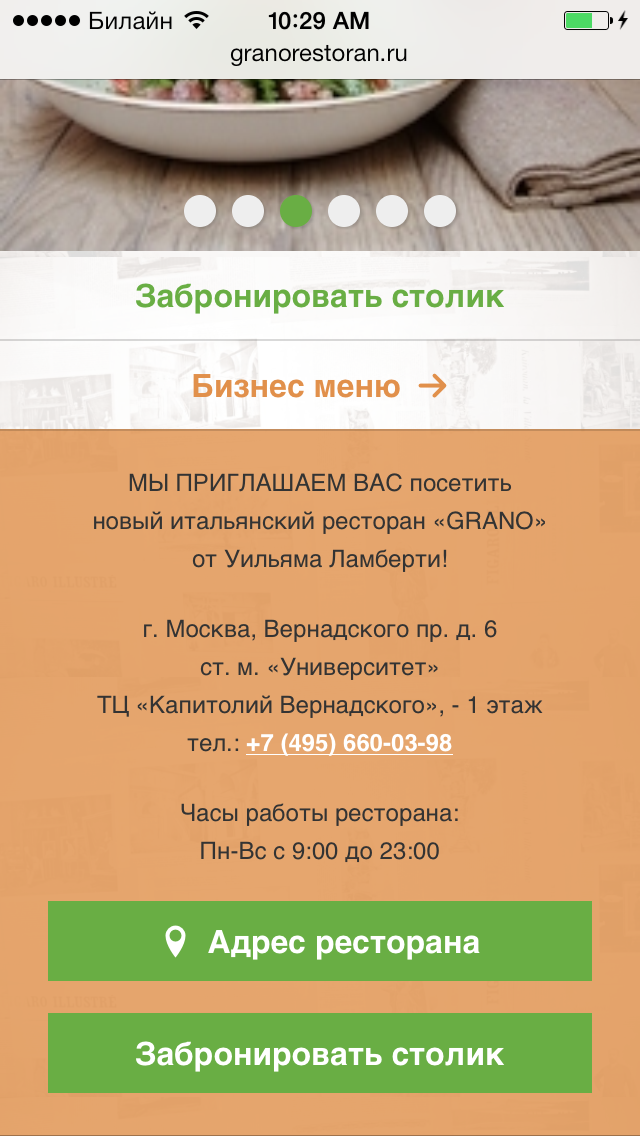 Билайн 10:29 AM
granorestoran.ru
Забронировать столик
Бизнес меню →
МЫ ПРИГЛАШАЕМ ВАС посетить
новый итальянский ресторан «GRANO»
от Уильяма Ламберти!
г. Москва, Вернадского пр. д. 6
ст. м. «Университет»
ТЦ «Капитолий Вернадского», - 1 этаж
тел.: +7 (495) 660-03-98
Часы работы ресторана:
Пн-Вс с 9:00 до 23:00
Адрес ресторана
Забронировать столик